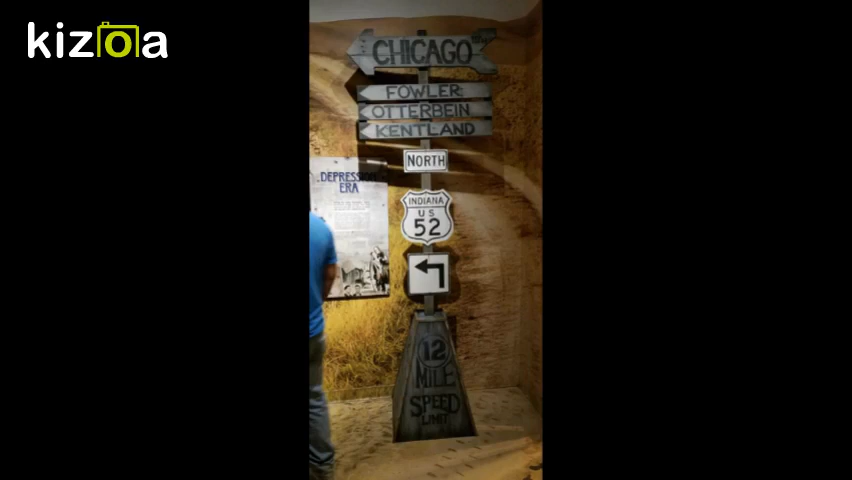 kizoa
CHICAGO
FOWLER
OTTERBEIN
KENTLAND
NORTH
DEPRESSION
ERA
INDIANA
US
52
12
MILE
SPEED
LIMIT